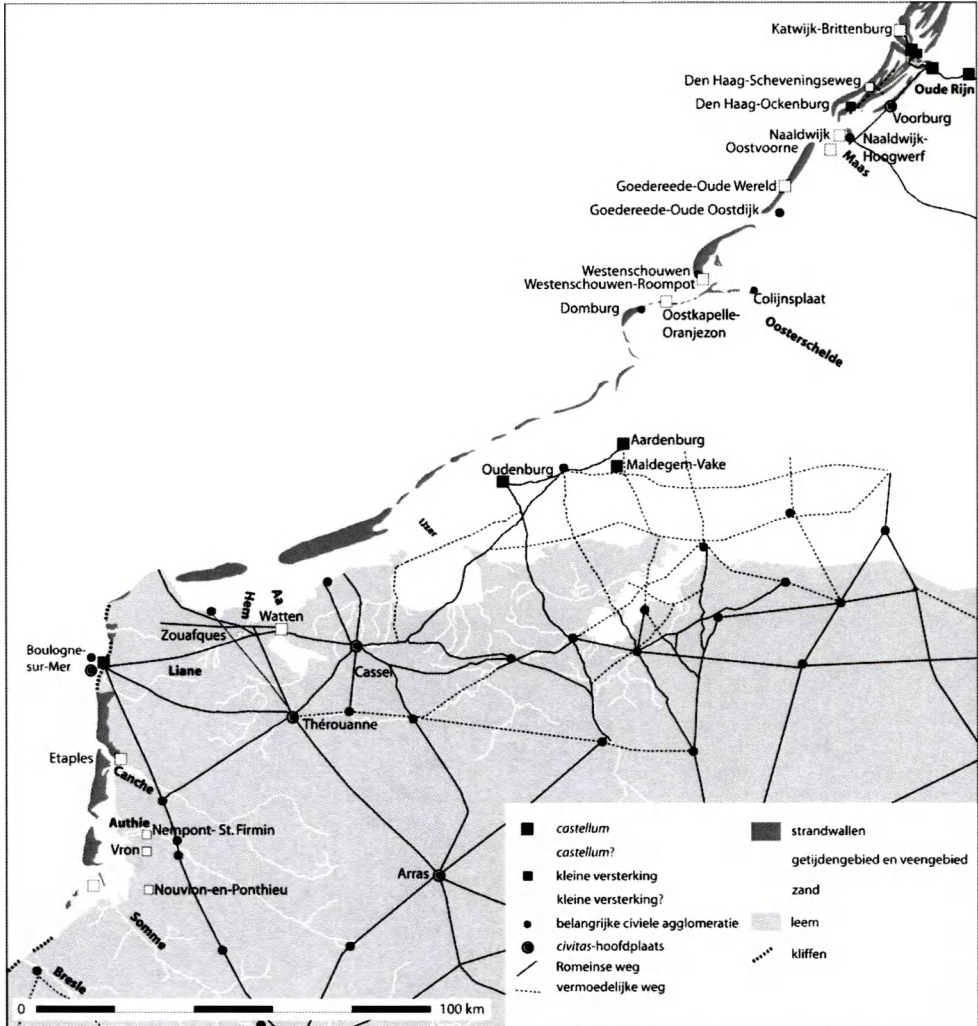 Katwijk-Brittenburg
Den Haag-Scheveningseweg
Oude Rijn
Den Haag-Ockenburg
Voorburg
Naaldwijk
Naaldwijk-
Hoogwerf
Oostvoorne
Maas
Goedereede-Oude Wereld
Goedereede-Oude Oostdijk
Westenschouwen
Westenschouwen-Roompot
Colijnsplaat
Domburg
Oostkapelle-
Oranjezon
Oosterschelde
Aardenburg
Maldegem-Vake
Oudenburg
IJzer
Aa
Hem
Watten
Zouafques
Boulogne-
sur-Mer
Liane
Cassel
Thérouanne
Etaples
Canche
Authie
Nempont- St. Firmin
Vron
Arras
Nouvion-en-Ponthieu
Somme
Bresle
0
100 km
castellum
castellum?
kleine versterking
kleine versterking?
belangrijke civiele agglomeratie
civitas-hoofdplaats
Romeinse weg
vermoedelijke weg
strandwallen
getijdengebied en veengebied
zand
leem
kliffen